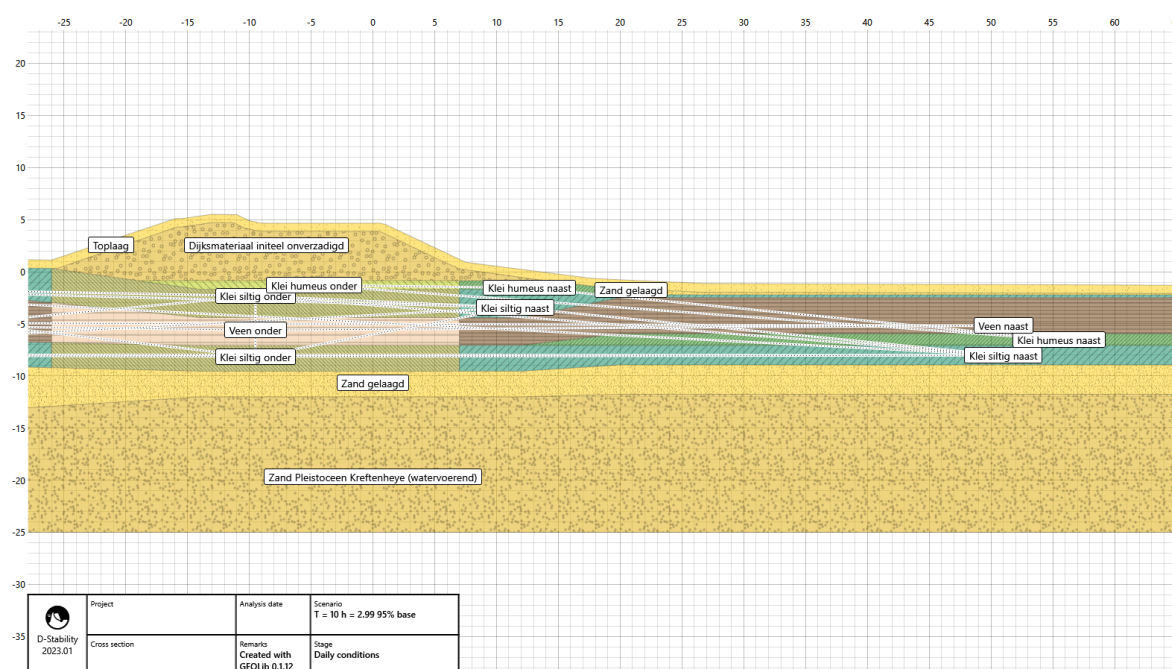 -25 -20 -15 -10 -5 0 5 10 15 20 25 30 35 40 45 50 55 60
20
15
10
5
0
-5
-10
-15
-20
-25
-30
-35
Toplaag
Dijksmateriaal initeel onverzadigd
Klei humeus onder
Klei humeus naast
Zand gelaagd
Klei siltig onder
Klei siltig naast
Veen onder
Veen naast
Klei humeus naast
Klei siltig onder
Klei siltig naast
Zand gelaagd
Zand Pleistoceen Kreftenheye (watervoerend)
D-Stability
2023.01
Project
Analysis date
Scenario
T = 10 h = 2.99 95% base
Cross section
Remarks
Created with
GEOLib 0.1.12
Stage
Daily conditions